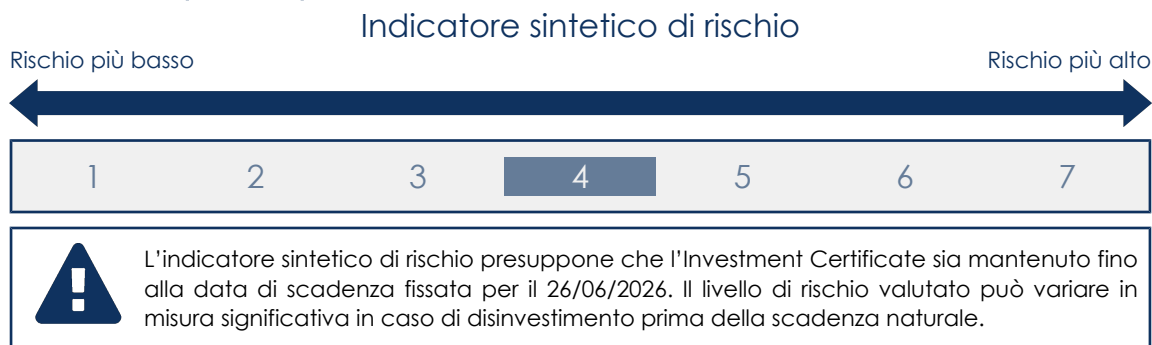 Indicatore sintetico di rischio
Rischio più basso Rischio più alto
1 2 3 4 5 6 7
L'indicatore sintetico di rischio presuppone che l'Investment Certificate sia mantenuto fino
alla data di scadenza fissata per il 26/06/2026. Il livello di rischio valutato può variare in
misura significativa in caso di disinvestimento prima della scadenza naturale.